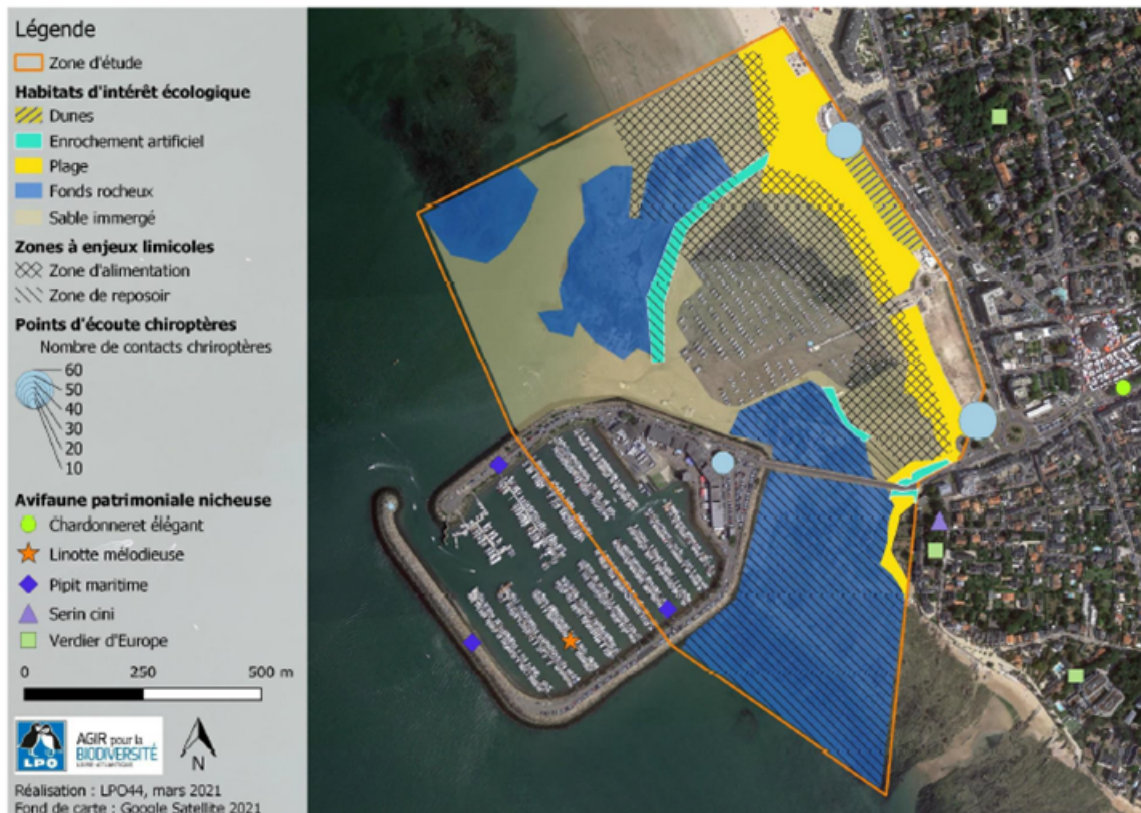 Légende
Zone d'étude
Habitats d'intérêt écologique
Dunes
Enrochement artificiel
Plage
Fonds rocheux
Sable immergé
Zones à enjeux limicoles
Zone d'alimentation
Zone de reposoir
Points d'écoute chiroptères
Nombre de contacts chriroptères
60
50
40
30
20
10
Avifaune patrimoniale nicheuse
Chardonneret élégant
Linotte mélodieuse
Pipit maritime
Serin cini
Verdier d'Europe
0 250 500 m
LPO
AGIR pour la
BIODIVERSITÉ
LOIRE-ATLANTIQUE
N
Réalisation : LPO44, mars 2021
Fond de carte : Google Satellite 2021